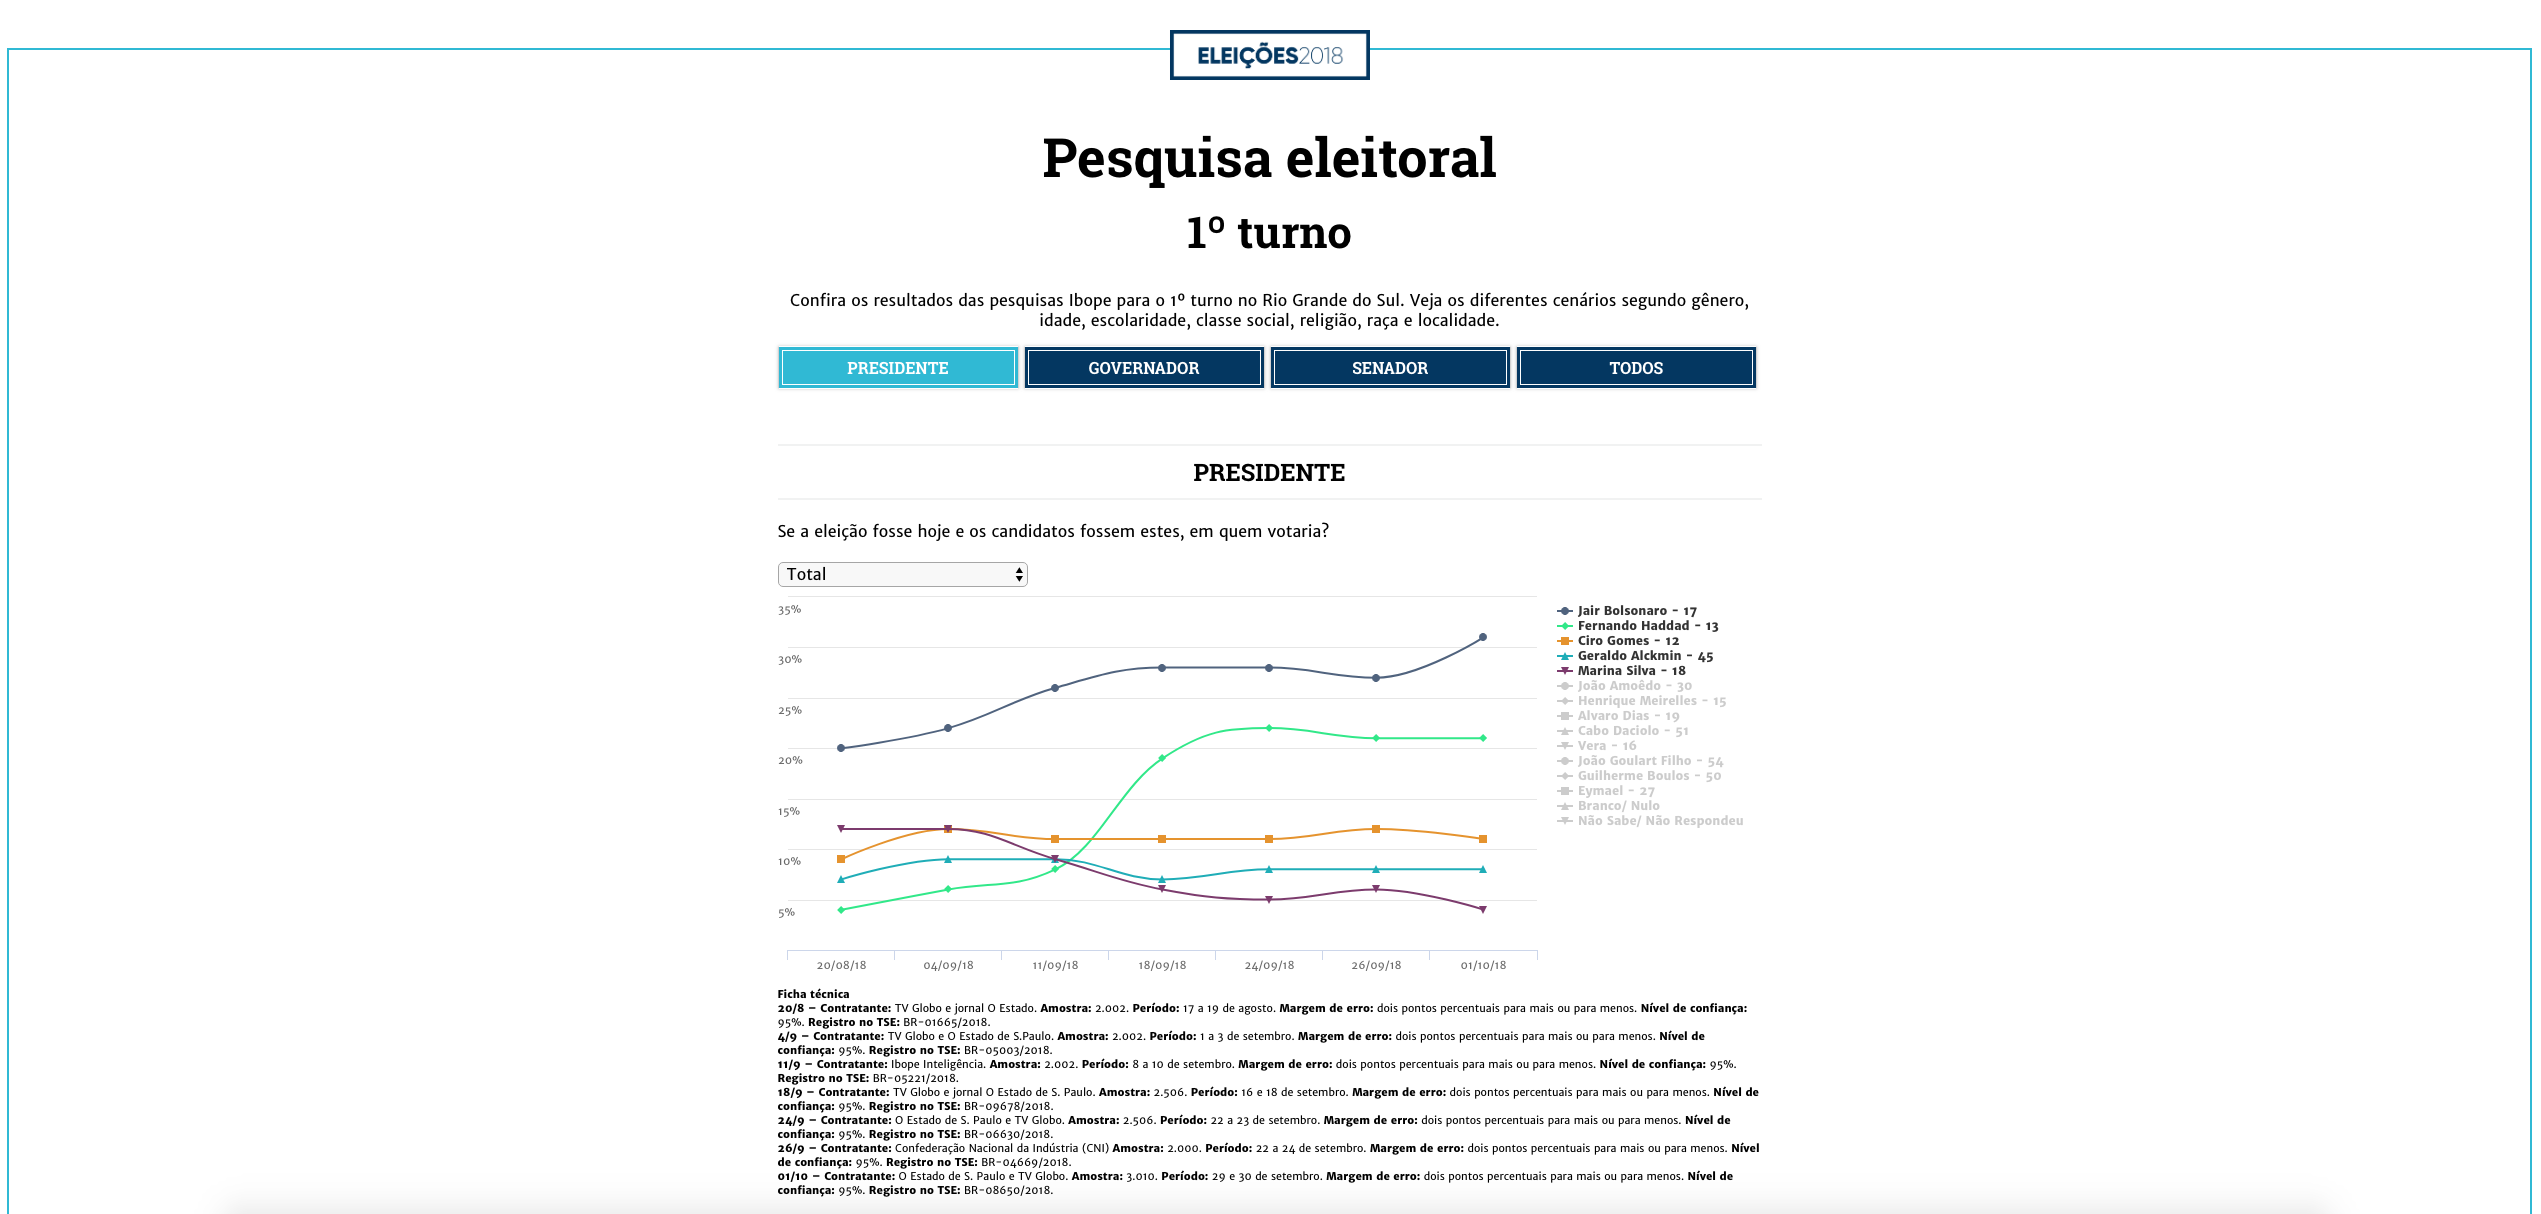 ELEIÇÕES2018
Pesquisa eleitoral
1º turno
Confira os resultados das pesquisas Ibope para o 1º turno no Rio Grande do Sul. Veja os diferentes cenários segundo gênero,
idade, escolaridade, classe social, religião, raça e localidade.
PRESIDENTE GOVERNADOR SENADOR TODOS
PRESIDENTE
Se a eleição fosse hoje e os candidatos fossem estes, em quem votaria?
Total
35%
30%
25%
20%
15%
10%
5%
20/08/18 04/09/18 11/09/18 18/09/18 24/09/18 26/09/18 01/10/18
Jair Bolsonaro - 17
Fernando Haddad - 13
Ciro Gomes - 12
Geraldo Alckmin - 45
Marina Silva - 18
João Amoêdo - 30
Henrique Meirelles - 15
Alvaro Dias - 19
Cabo Daciolo - 51
Vera - 16
João Goulart Filho - 54
Guilherme Boulos - 50
Eymael - 27
Branco/ Nulo
Não Sabe/ Não Respondeu
Ficha técnica
20/8 – Contratante: TV Globo e jornal O Estado. Amostra: 2.002. Período: 17 a 19 de agosto. Margem de erro: dois pontos percentuais para mais ou para menos. Nível de confiança:
95%. Registro no TSE: BR-01665/2018.
4/9 – Contratante: TV Globo e O Estado de S.Paulo. Amostra: 2.002. Período: 1 a 3 de setembro. Margem de erro: dois pontos percentuais para mais ou para menos. Nível de
confiança: 95%. Registro no TSE: BR-05003/2018.
11/9 – Contratante: Ibope Inteligência. Amostra: 2.002. Período: 8 a 10 de setembro. Margem de erro: dois pontos percentuais para mais ou para menos. Nível de confiança: 95%.
Registro no TSE: BR-05221/2018.
18/9 – Contratante: TV Globo e jornal O Estado de S. Paulo. Amostra: 2.506. Período: 16 e 18 de setembro. Margem de erro: dois pontos percentuais para mais ou para menos. Nível de
confiança: 95%. Registro no TSE: BR-09678/2018.
24/9 – Contratante: O Estado de S. Paulo e TV Globo. Amostra: 2.506. Período: 22 a 23 de setembro. Margem de erro: dois pontos percentuais para mais ou para menos. Nível de
confiança: 95%. Registro no TSE: BR-06630/2018.
26/9 – Contratante: Confederação Nacional da Indústria (CNI) Amostra: 2.000. Período: 22 a 24 de setembro. Margem de erro: dois pontos percentuais para mais ou para menos. Nível
de confiança: 95%. Registro no TSE: BR-04669/2018.
01/10 – Contratante: O Estado de S. Paulo e TV Globo. Amostra: 3.010. Período: 29 e 30 de setembro. Margem de erro: dois pontos percentuais para mais ou para menos. Nível de
confiança: 95%. Registro no TSE: BR-08650/2018.